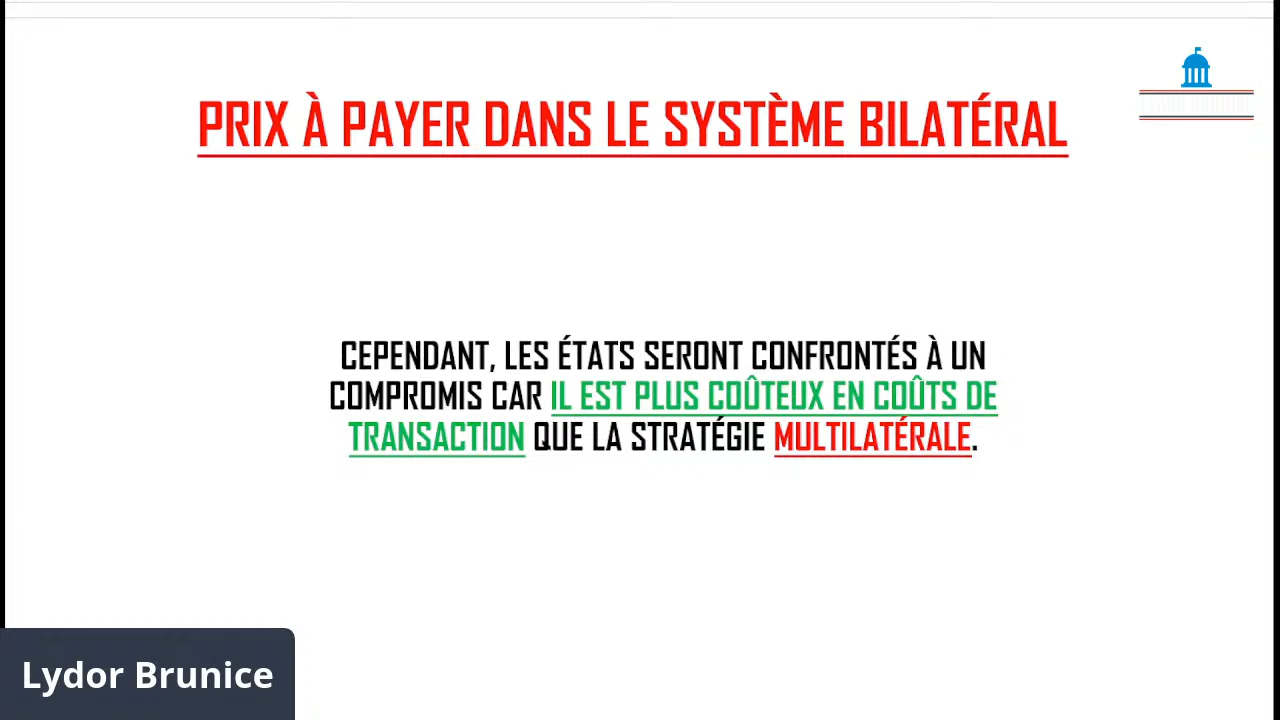 PRIX À PAYER DANS LE SYSTÈME BILATÉRAL
CEPENDANT, LES ÉTATS SERONT CONFRONTÉS À UN
COMPROMIS CAR IL EST PLUS COÛTEUX EN COÛTS DE
TRANSACTION QUE LA STRATÉGIE MULTILATÉRALE.
Lydor Brunice